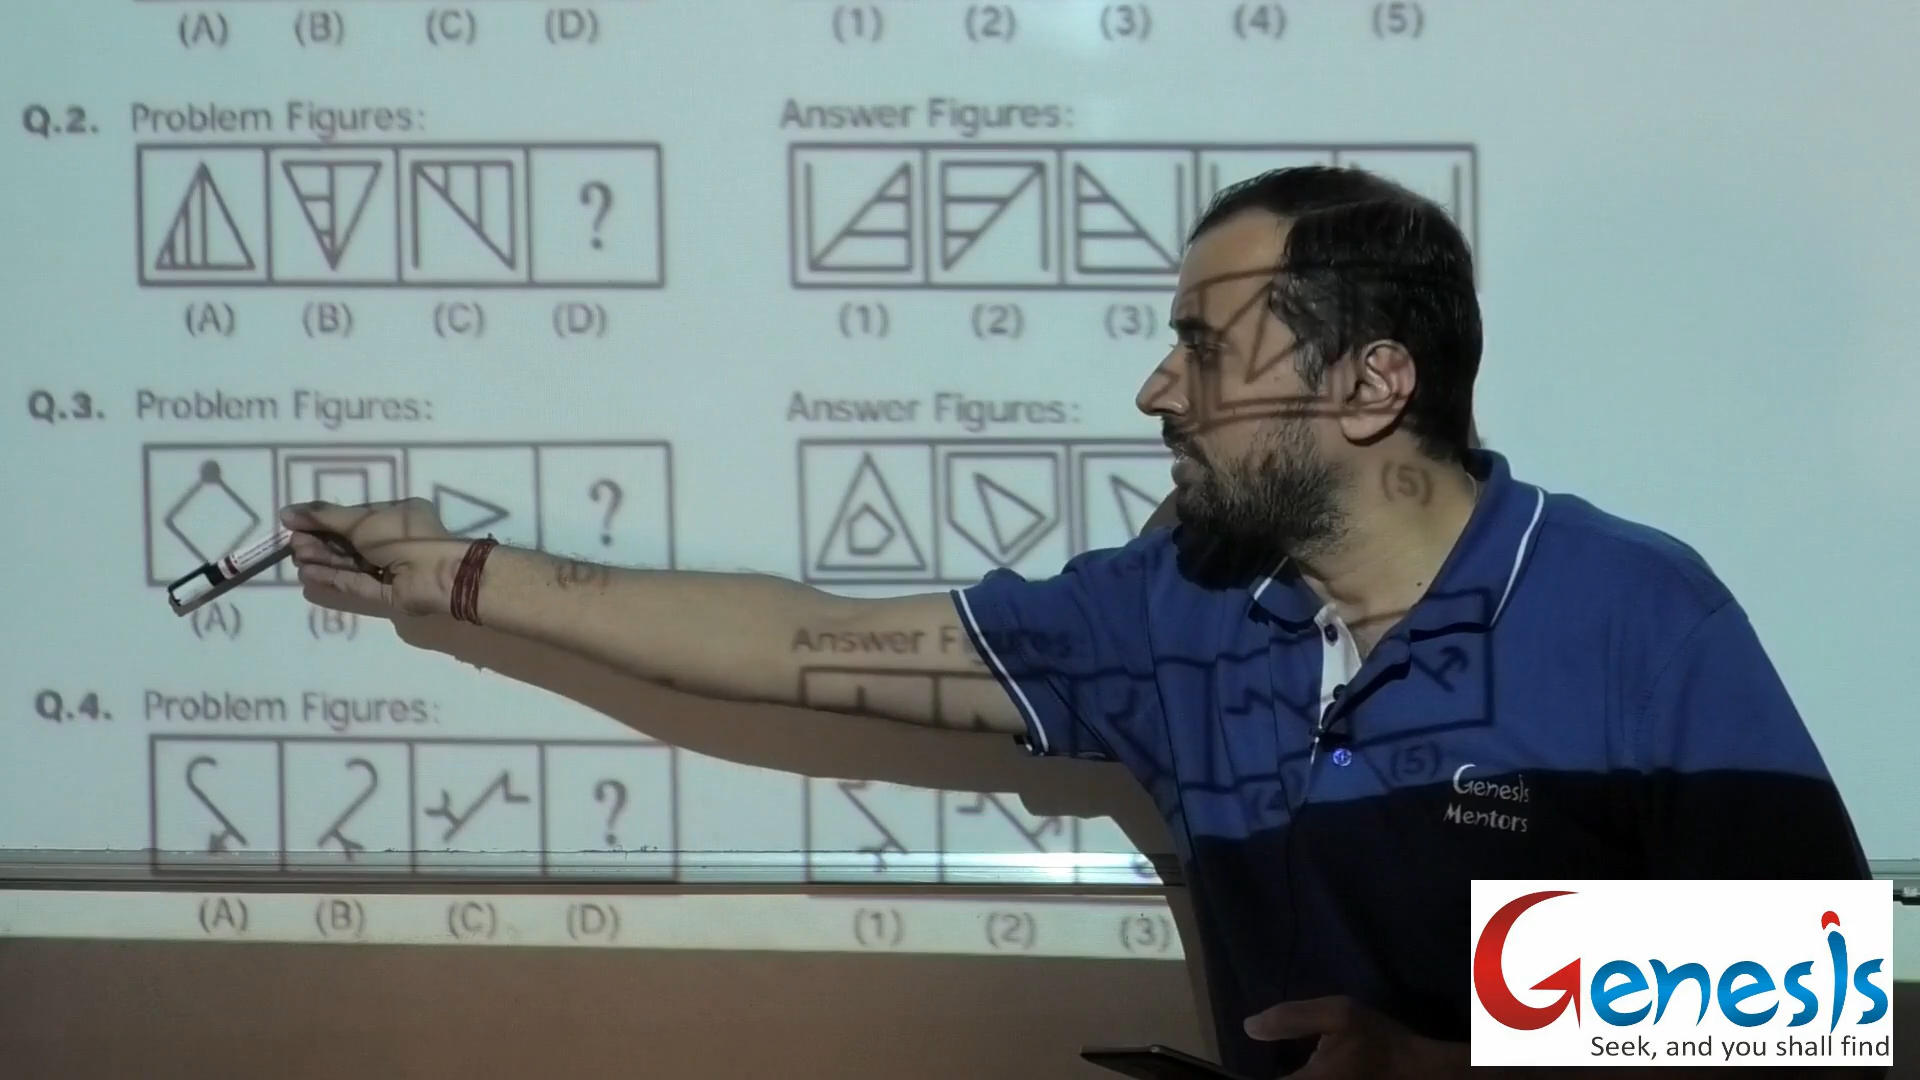 (A) (B) (C) (D) (1) (2) (3) (4) (5)
Q.2. Problem Figures: Answer Figures:
?
(A) (B) (C) (D) (1) (2) (3)
Q.3. Problem Figures: Answer Figures:
?
(5)
(A) (B) (D)
Answer Figures:
Q.4. Problem Figures:
?
(5)
Genesis
Mentors
(A) (B) (C) (D) (1) (2) (3)
Genesis
Seek, and you shall find